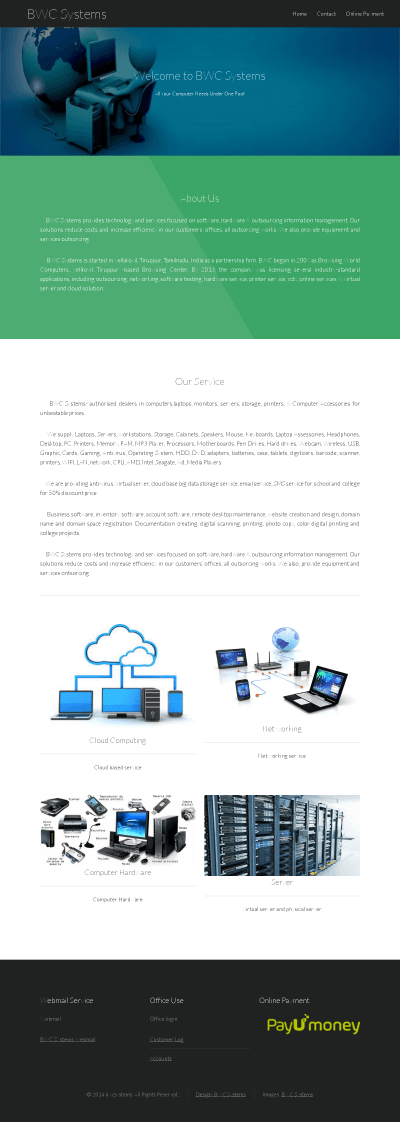 BWC Systems
Home Contact Online Payment
Welcome to BWC Systems
All Your Computer Needs Under One Roof
About Us
BWC Systems provides technology and services focused on software, hardware & outsourcing information management. Our
solutions reduce costs and increase efficiency in our customers' offices. all outsorcing works. We also provide equipment and
services outsorcing.
BWC Systems is started in Vellakovil, Tiruppur, Tamilnadu, India as a partnership firm. BWC began in 2007 as Browsing World
Computers, Vellakovil, Tiruppur -based Browsing Center. By 2013, the company was licensing several industry-standard
applications, including outsourcing, networking, software testing, hardware service, printer service, cctv, online services & virtual
server and cloud solution.
Our Service
BWC Systems- authorised dealers in computers laptops, monitors, servers, storage, printers, & Computer Accessories for
unbeatable prices.
We supply Laptops, Servers, Workstations, Storage, Cabinets, Speakers, Mouse, Keyboards, Laptop Assessories, Headphones,
Desktop, PC, Printers, Memory, RAM, MP3 Player, Processors, Motherboards, Pen Drives, Hard drives, Webcam, Wireless, USB,
Graphic, Cards, Gaming, Antivirus, Operating System, HDD, DVD, adapters, batteries, case, tablets, digitizers, barcode, scanner,
printers, WIFI, LAN, network, CPU, AMD, Intel, Seagate, wd, Media Players
We are providing antivirus, virtual server, cloud base big data storage service, email service, SMS service for school and college
for 50% discount price
Business software, inventory software, account software, remote desktop maintenance, website creation and design, domain
name and domain space registration. Documentation creating, digital scanning, printing, photo copy, color digital printing and
college projects
BWC Systems provides technology and services focused on software, hardware & outsourcing information management. Our
solutions reduce costs and increase efficiency in our customers' offices. all outsorcing works. We also, provide equipment and
services ontsorcing.
Cloud Computing
Cloud based service
Networking
Networking service
Computer Hardware
Computer Hardware
Server
Virtual server and physical server
Webmail Service
Webmail
BWC Systems webmail
Office Use
Office login
Customer Log
Accounts
Online Payment
PayUmoney
© 2014 bwcsystems. All Rights Reserved.
Design: BWC Systems
Images: BWC Systems